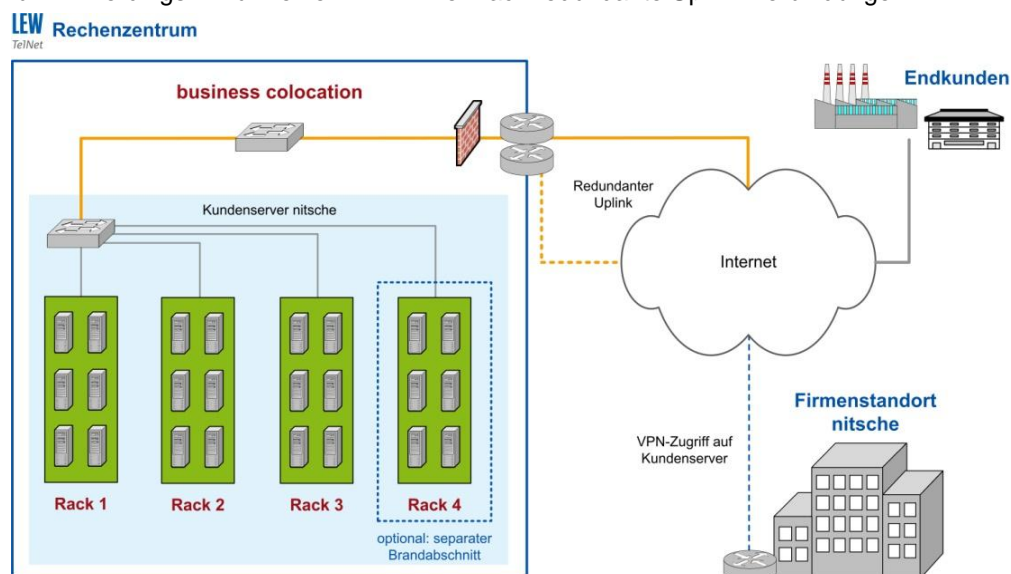 LEW
TelNet
Rechenzentrum
business colocation
Endkunden
Redundanter
Uplink
Kundenserver nitsche
Internet
Rack 1
Rack 2
Rack 3
Rack 4
optional: separater
Brandabschnitt
VPN-Zugriff auf
Kundenserver
Firmenstandort
nitsche